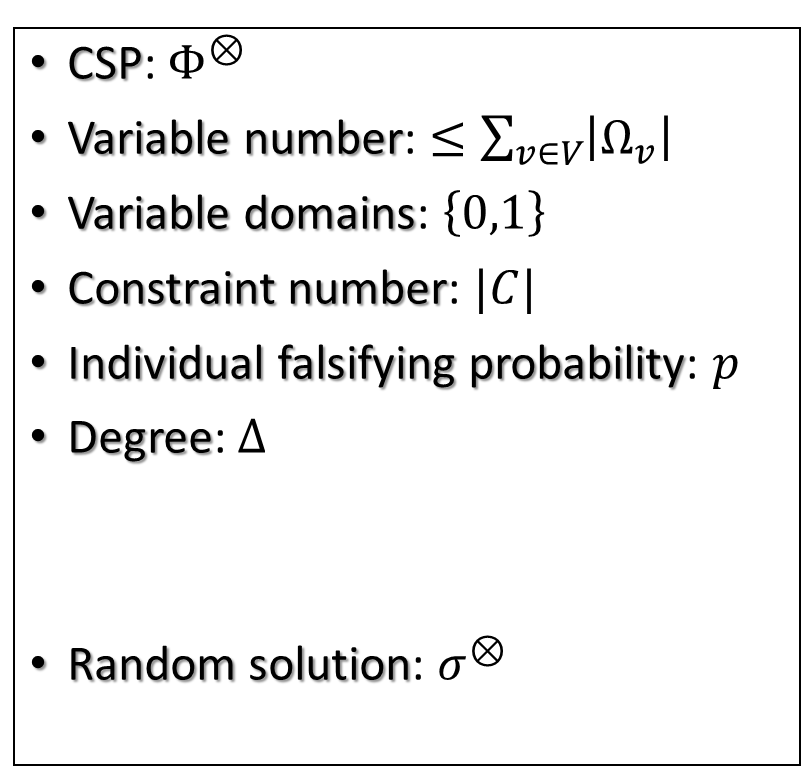 • CSP: Φ^⊗
• Variable number: ≤ ∑_{v∈V}|Ω_v|
• Variable domains: {0,1}
• Constraint number: |C|
• Individual falsifying probability: p
• Degree: Δ
• Random solution: σ^⊗